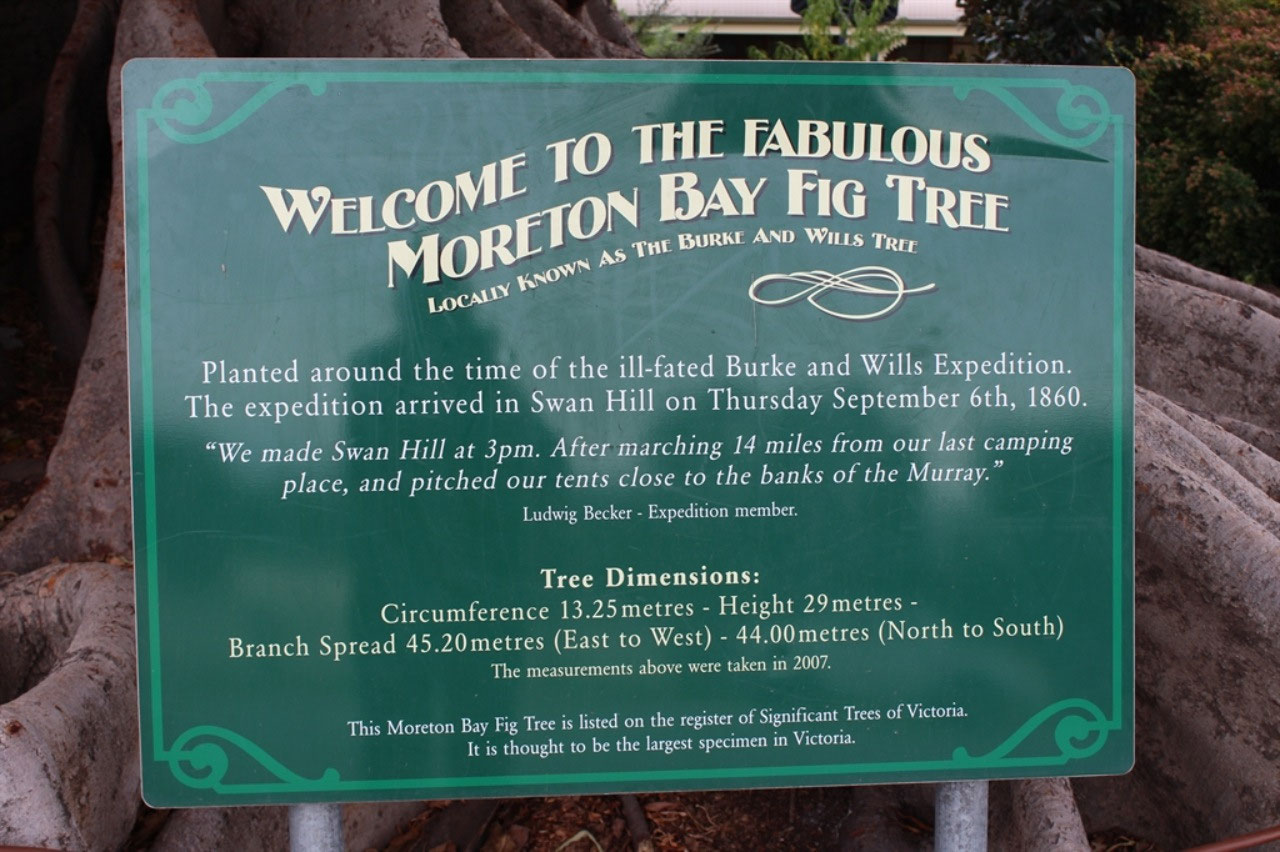 WELCOME TO THE FABULOUS
MORETON BAY FIG TREE
LOCALLY KNOWN AS THE BURKE AND WILLS TREE
Planted around the time of the ill-fated Burke and Wills Expedition.
The expedition arrived in Swan Hill on Thursday September 6th, 1860.
“We made Swan Hill at 3pm. After marching 14 miles from our last camping
place, and pitched our tents close to the banks of the Murray.”
Ludwig Becker - Expedition member.
Tree Dimensions:
Circumference 13.25metres - Height 29metres -
Branch Spread 45.20metres (East to West) - 44.00metres (North to South)
The measurements above were taken in 2007.
This Moreton Bay Fig Tree is listed on the register of Significant Trees of Victoria.
It is thought to be the largest specimen in Victoria.